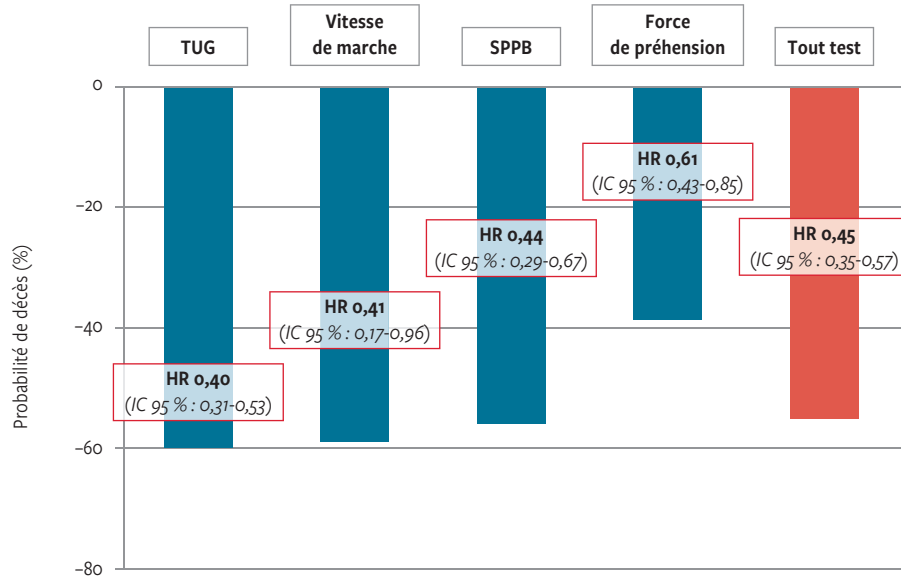 TUG
Vitesse
de marche
SPPB
Force
de préhension
Tout test
Probabilité de décès (%)
0
–20
–40
–60
–80
HR 0,40
(IC 95 % : 0,31-0,53)
HR 0,41
(IC 95 % : 0,17-0,96)
HR 0,44
(IC 95 % : 0,29-0,67)
HR 0,61
(IC 95 % : 0,43-0,85)
HR 0,45
(IC 95 % : 0,35-0,57)